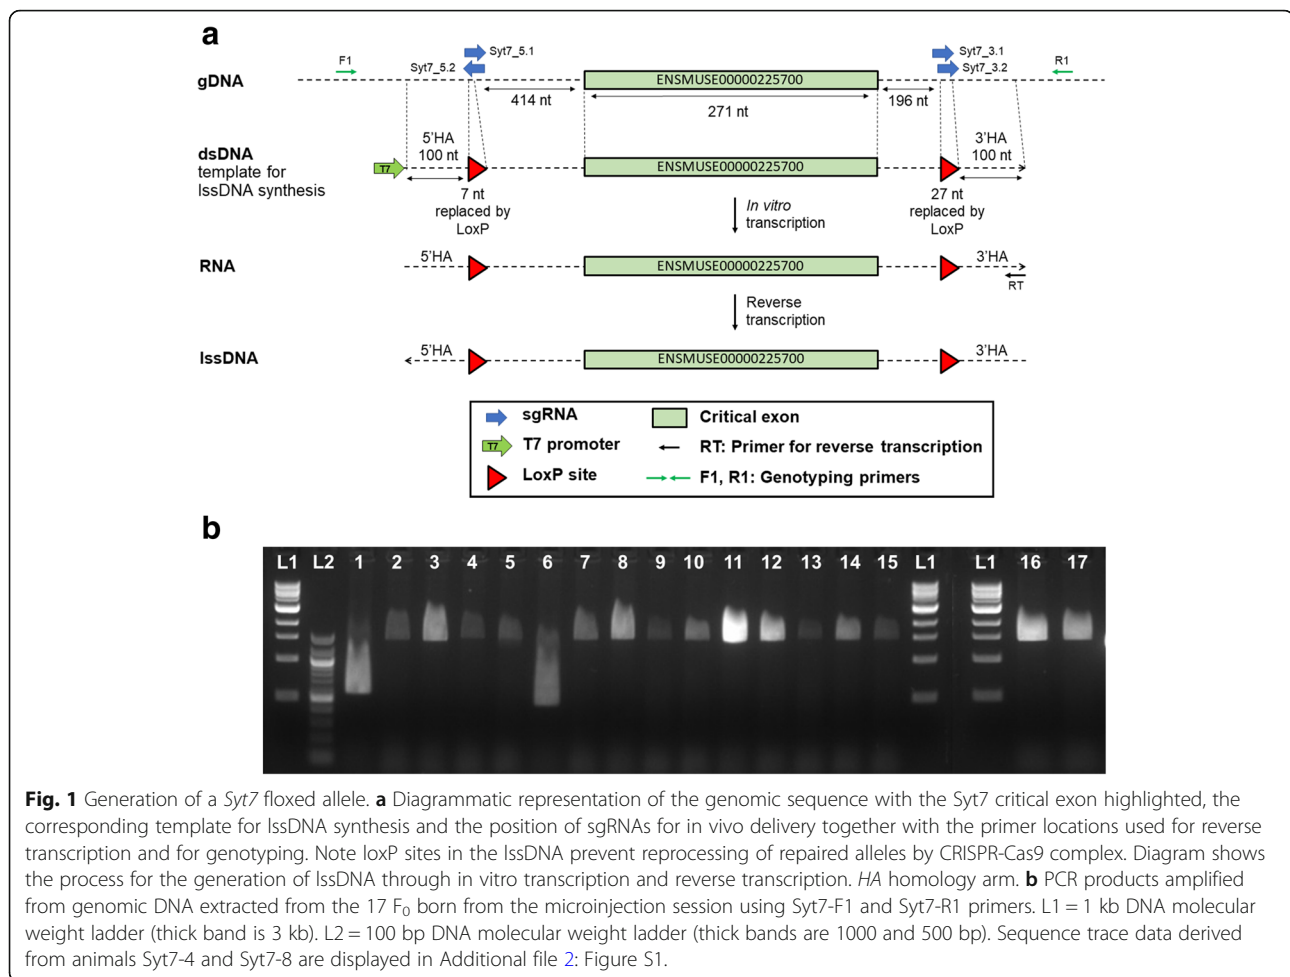 a
F1
Syt7_5.1
Syt7_5.2
Syt7_3.1
Syt7_3.2
R1
gDNA
ENSMUSE00000225700
414 nt
271 nt
196 nt
5'HA
100 nt
3'HA
100 nt
dsDNA
template for
lssDNA synthesis
T7
ENSMUSE00000225700
7 nt
replaced by
LoxP
27 nt
replaced by
LoxP
In vitro
transcription
RNA
5'HA
ENSMUSE00000225700
3'HA
RT
Reverse
transcription
lssDNA
5'HA
ENSMUSE00000225700
3'HA
sgRNA
Critical exon
T7 T7 promoter
RT: Primer for reverse transcription
LoxP site
F1, R1: Genotyping primers
b
L1 L2 1 2 3 4 5 6 7 8 9 10 11 12 13 14 15 L1 L1 16 17
Fig. 1 Generation of a Syt7 floxed allele. a Diagrammatic representation of the genomic sequence with the Syt7 critical exon highlighted, the
corresponding template for lssDNA synthesis and the position of sgRNAs for in vivo delivery together with the primer locations used for reverse
transcription and for genotyping. Note loxP sites in the lssDNA prevent reprocessing of repaired alleles by CRISPR-Cas9 complex. Diagram shows
the process for the generation of lssDNA through in vitro transcription and reverse transcription. HA homology arm. b PCR products amplified
from genomic DNA extracted from the 17 F0 born from the microinjection session using Syt7-F1 and Syt7-R1 primers. L1 = 1 kb DNA molecular
weight ladder (thick band is 3 kb). L2 = 100 bp DNA molecular weight ladder (thick bands are 1000 and 500 bp). Sequence trace data derived
from animals Syt7-4 and Syt7-8 are displayed in Additional file 2: Figure S1.